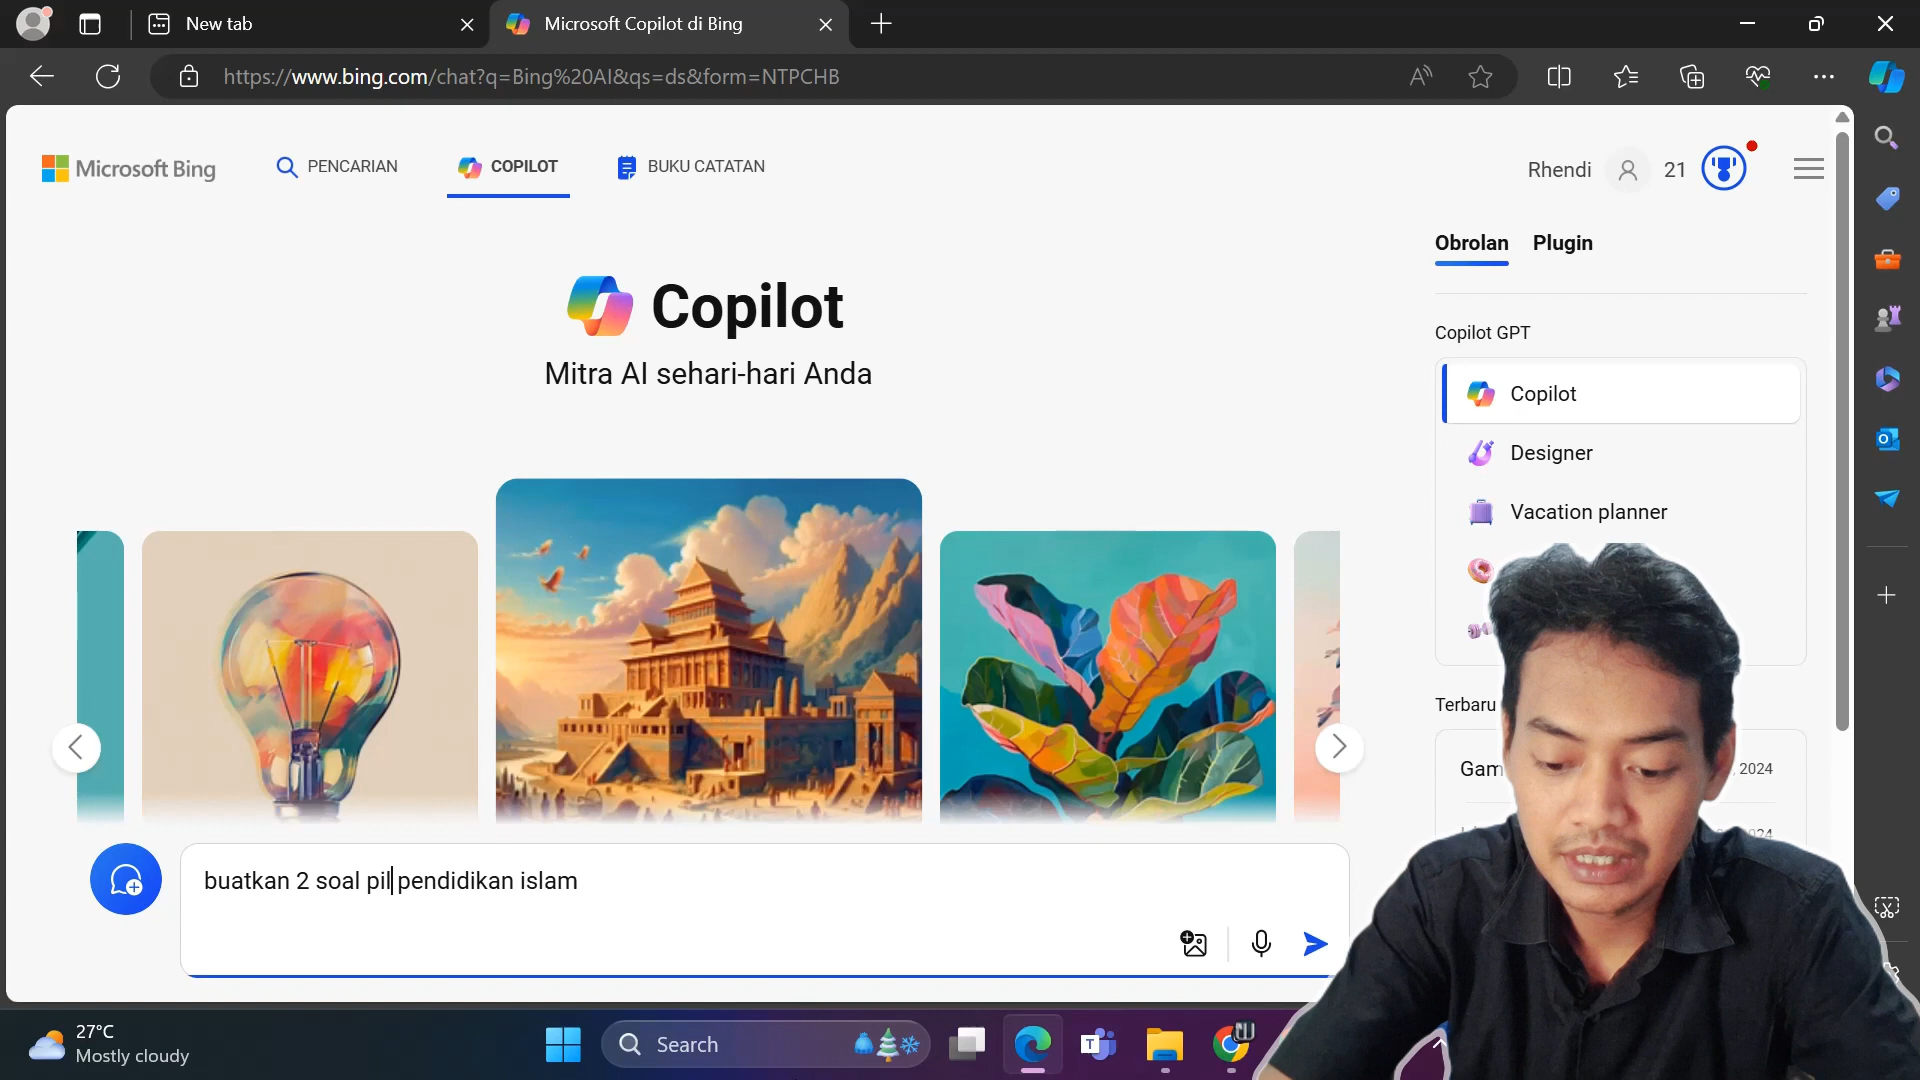 New tab
Microsoft Copilot di Bing
https://www.bing.com/chat?q=Bing%20AI&qs=ds&form=NTPCHB
Microsoft Bing
PENCARIAN
COPILOT
BUKU CATATAN
Rhendi
21
Obrolan
Plugin
Copilot
Mitra AI sehari-hari Anda
Copilot GPT
Copilot
Designer
Vacation planner
Terbaru
Gam
, 2024
buatkan 2 soal pil pendidikan islam
27°C
Mostly cloudy
Search